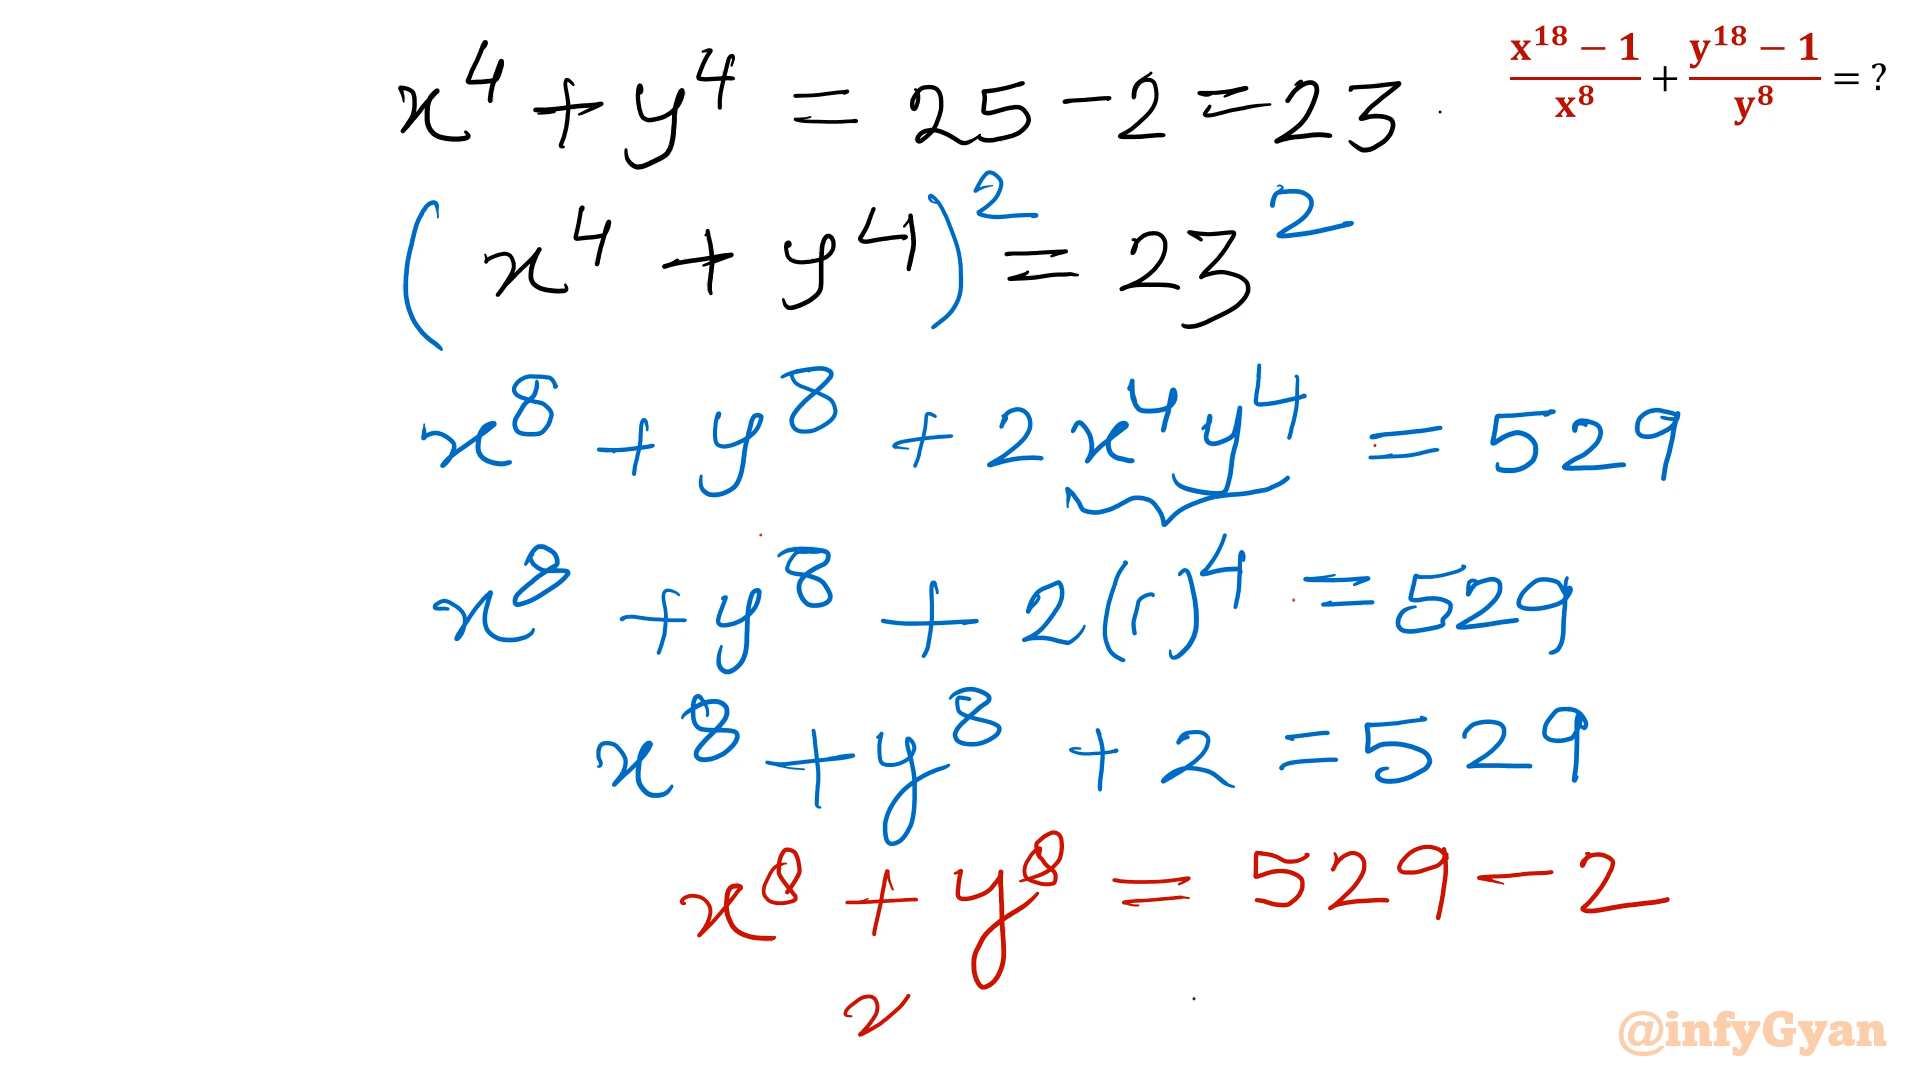 x⁴ + y⁴ = 25 - 2 = 23
(x¹⁸ − 1)/x⁸ + (y¹⁸ − 1)/y⁸ = ?
(x⁴ + y⁴)² = 23²
x⁸ + y⁸ + 2x⁴y⁴ = 529
x⁸ + y⁸ + 2(1)⁴ = 529
x⁸ + y⁸ + 2 = 529
x⁸ + y⁸ = 529 - 2
@infyGyan